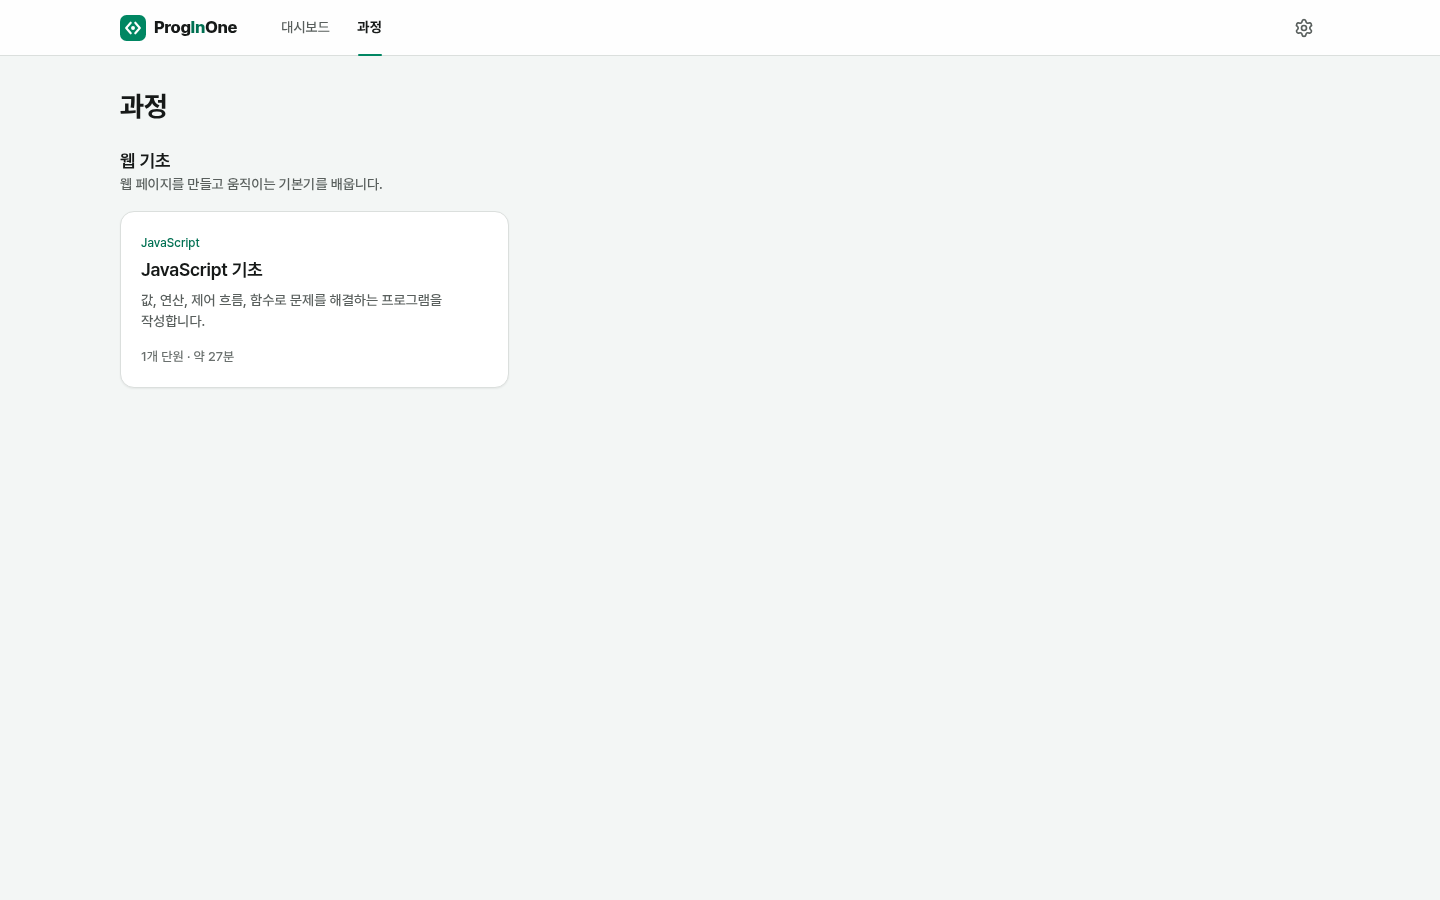 ProgInOne
대시보드
과정
과정
웹 기초
웹 페이지를 만들고 움직이는 기본기를 배웁니다.
JavaScript
JavaScript 기초
값, 연산, 제어 흐름, 함수로 문제를 해결하는 프로그램을
작성합니다.
1개 단원 · 약 27분